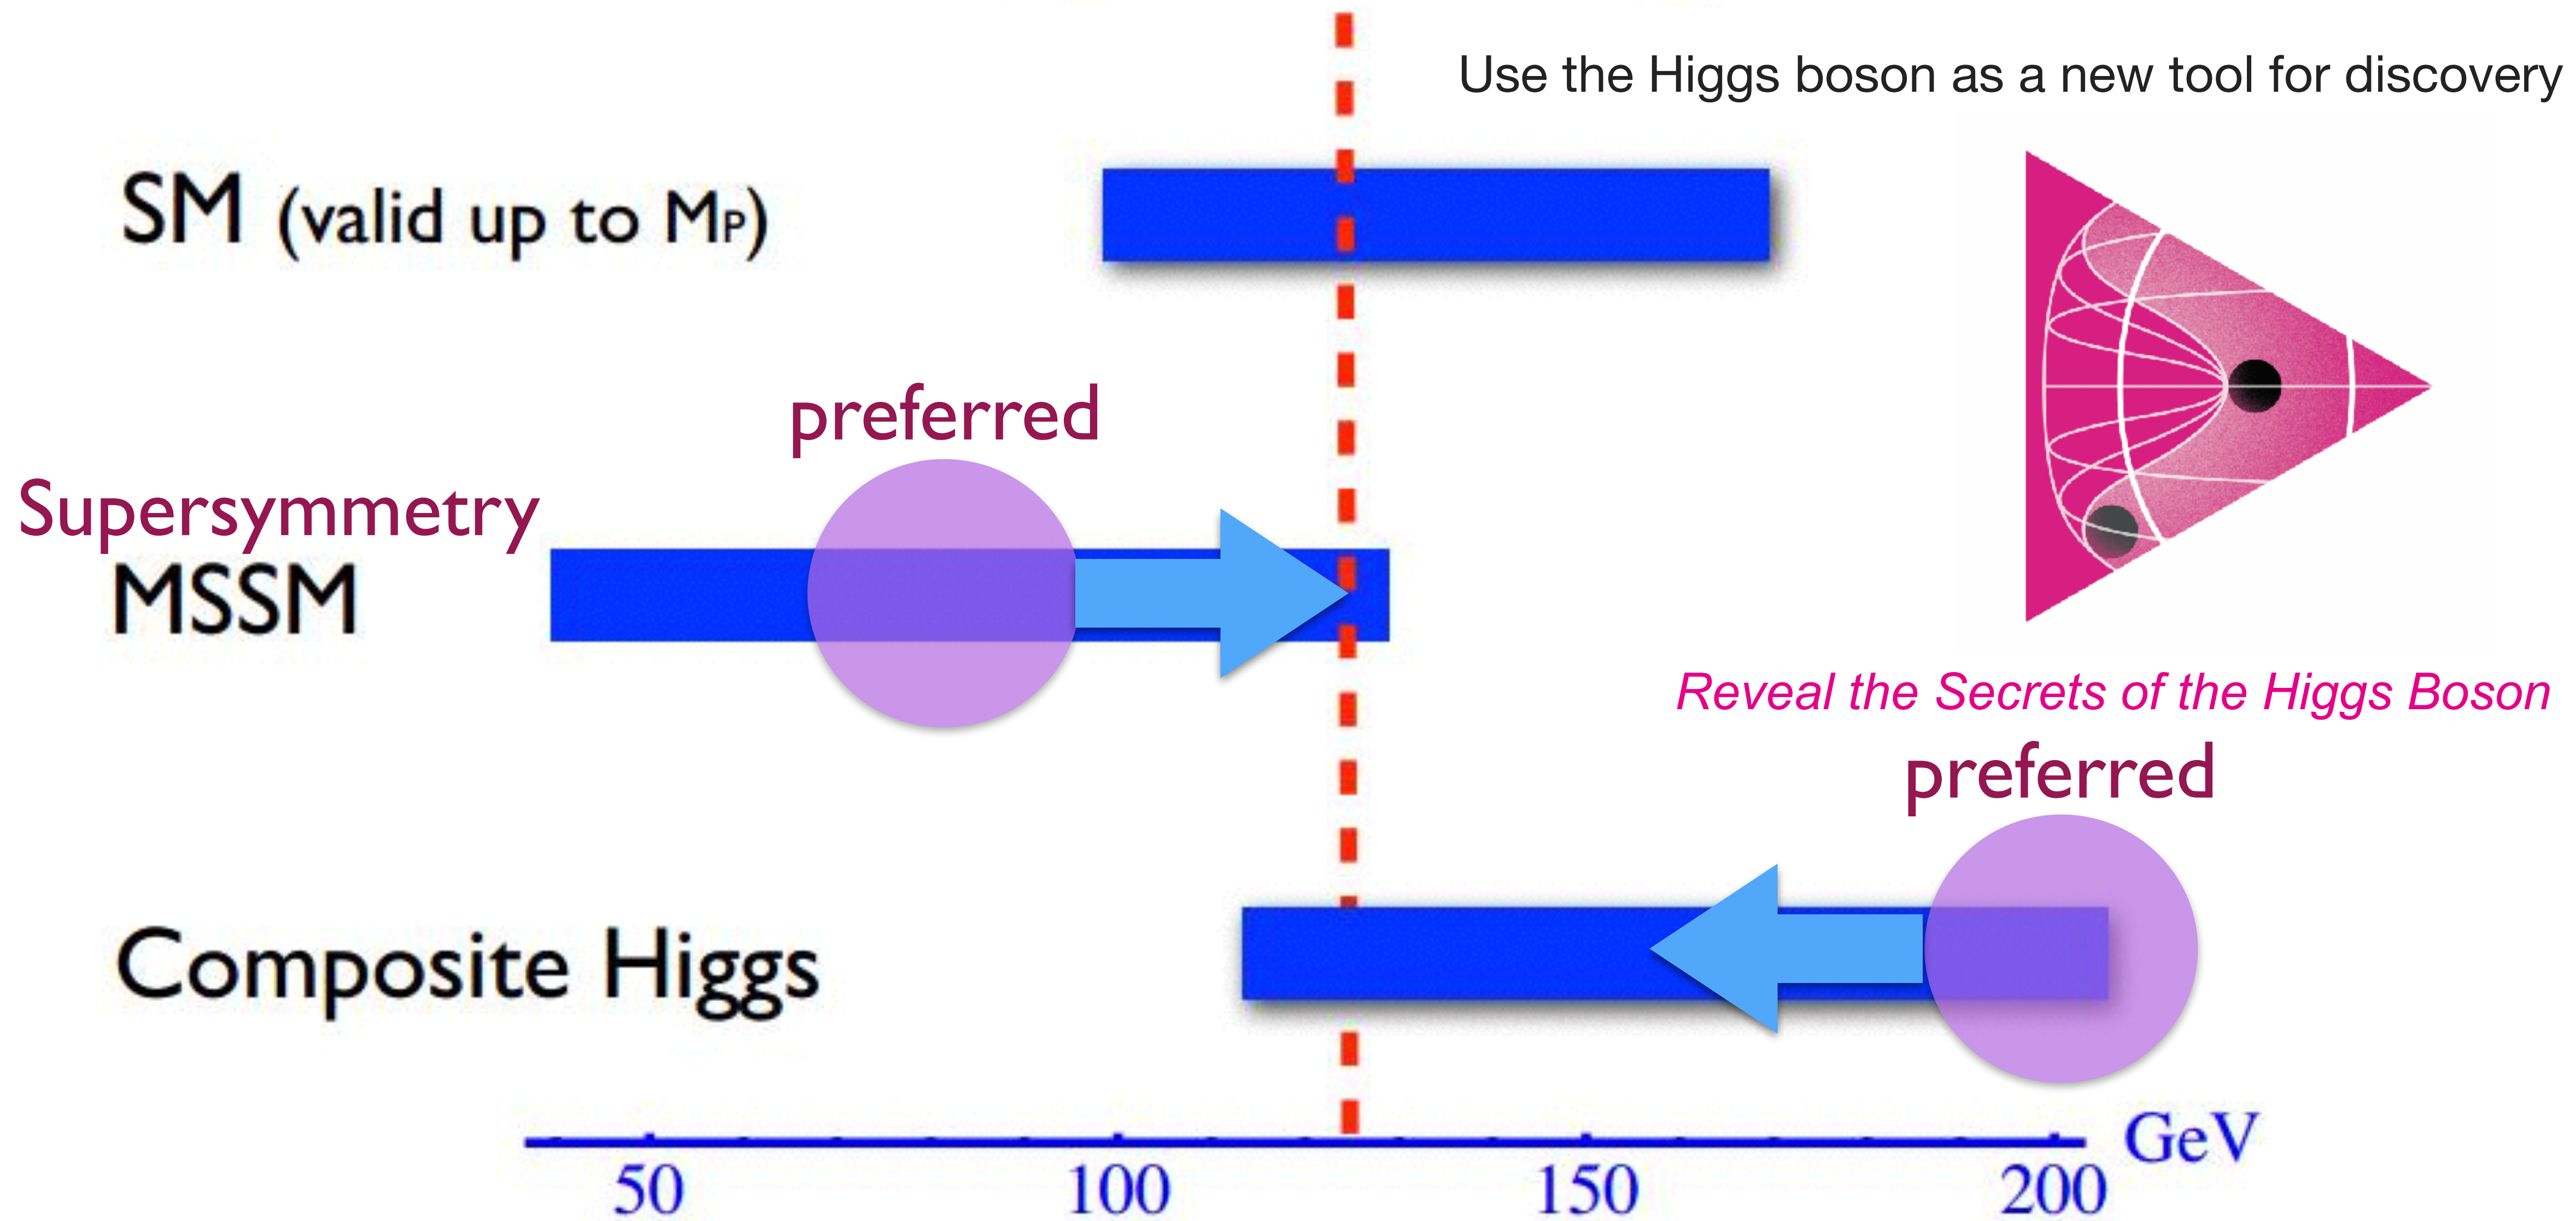 Use the Higgs boson as a new tool for discovery
SM (valid up to MP)
preferred
Supersymmetry
MSSM
Reveal the Secrets of the Higgs Boson
preferred
Composite Higgs
GeV
50 100 150 200